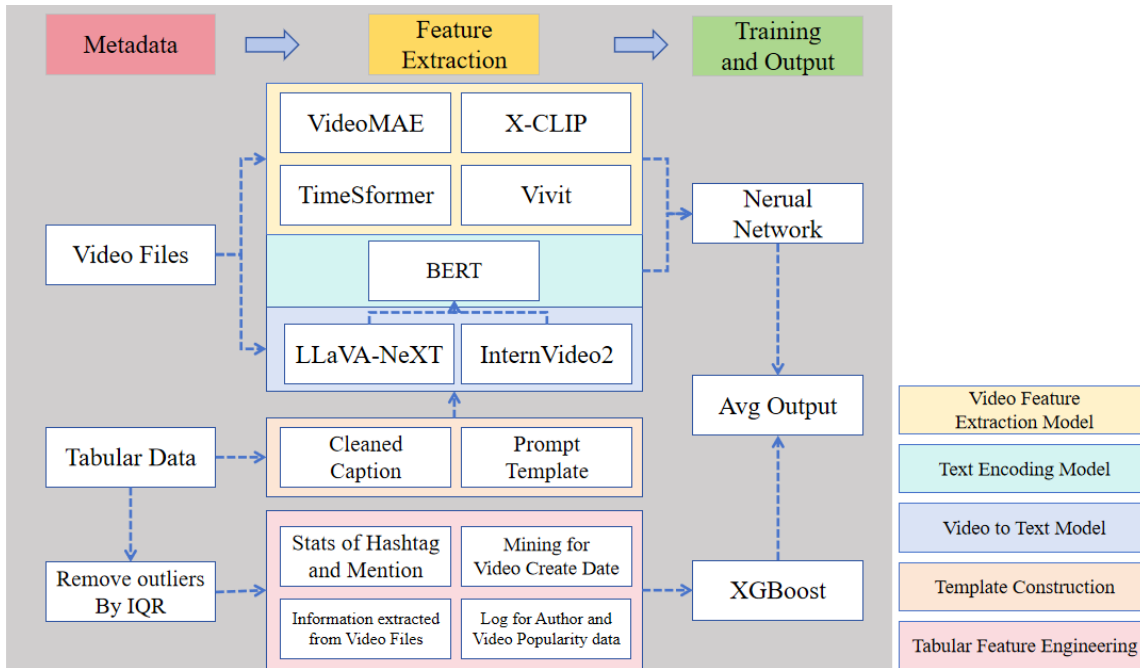 Metadata
Feature
Extraction
Training
and Output
VideoMAE
X-CLIP
TimeSformer
Vivit
Video Files
BERT
Nerual
Network
LLaVA-NeXT
InternVideo2
Avg Output
Tabular Data
Cleaned
Caption
Prompt
Template
Remove outliers
By IQR
Stats of Hashtag
and Mention
Mining for
Video Create Date
Information extracted
from Video Files
Log for Author and
Video Popularity data
XGBoost
Video Feature
Extraction Model
Text Encoding Model
Video to Text Model
Template Construction
Tabular Feature Engineering